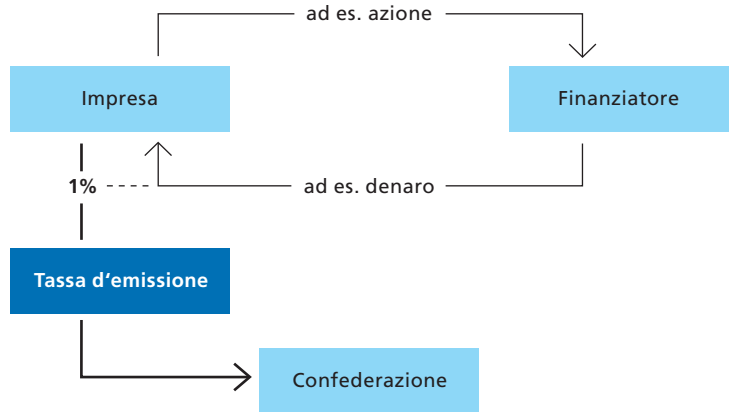 ad es. azione
Impresa
Finanziatore
1%
ad es. denaro
Tassa d‘emissione
Confederazione